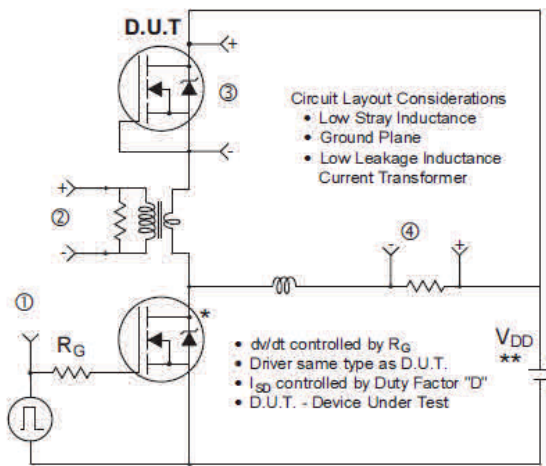 D.U.T
+
③
-
Circuit Layout Considerations
• Low Stray Inductance
• Ground Plane
• Low Leakage Inductance
Current Transformer
+
②
-
-
④
+
①
RG
*
VDD
**
• dv/dt controlled by RG
• Driver same type as D.U.T.
• ISD controlled by Duty Factor "D"
• D.U.T. - Device Under Test